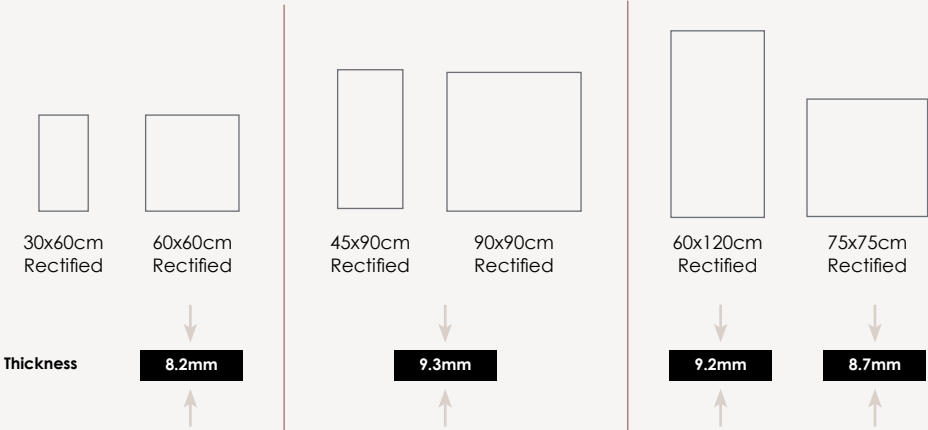 30x60cm
Rectified
60x60cm
Rectified
45x90cm
Rectified
90x90cm
Rectified
60x120cm
Rectified
75x75cm
Rectified
Thickness
8.2mm
9.3mm
9.2mm
8.7mm